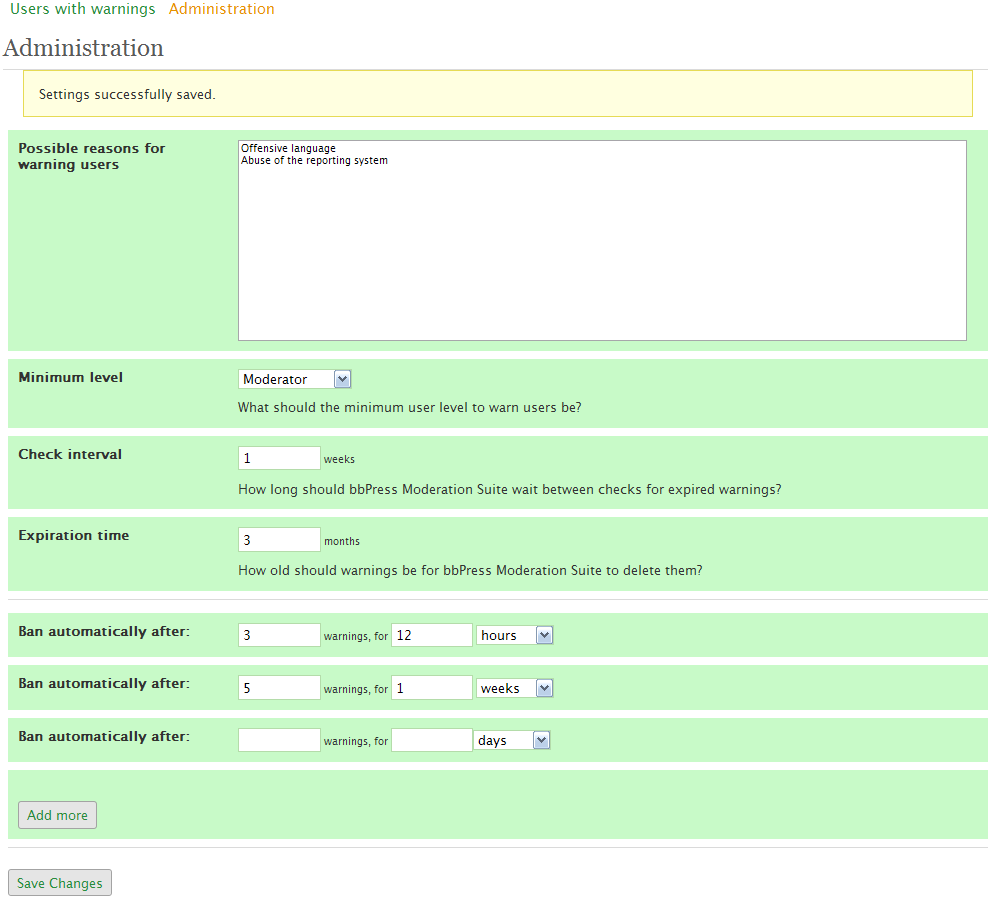 Users with warnings Administration
Administration
Settings successfully saved.
Possible reasons for
warning users
Offensive language
Abuse of the reporting system
Minimum level
Moderator
What should the minimum user level to warn users be?
Check interval
1 weeks
How long should bbPress Moderation Suite wait between checks for expired warnings?
Expiration time
3 months
How old should warnings be for bbPress Moderation Suite to delete them?
Ban automatically after: 3 warnings, for 12 hours
Ban automatically after: 5 warnings, for 1 weeks
Ban automatically after: warnings, for days
Add more
Save Changes